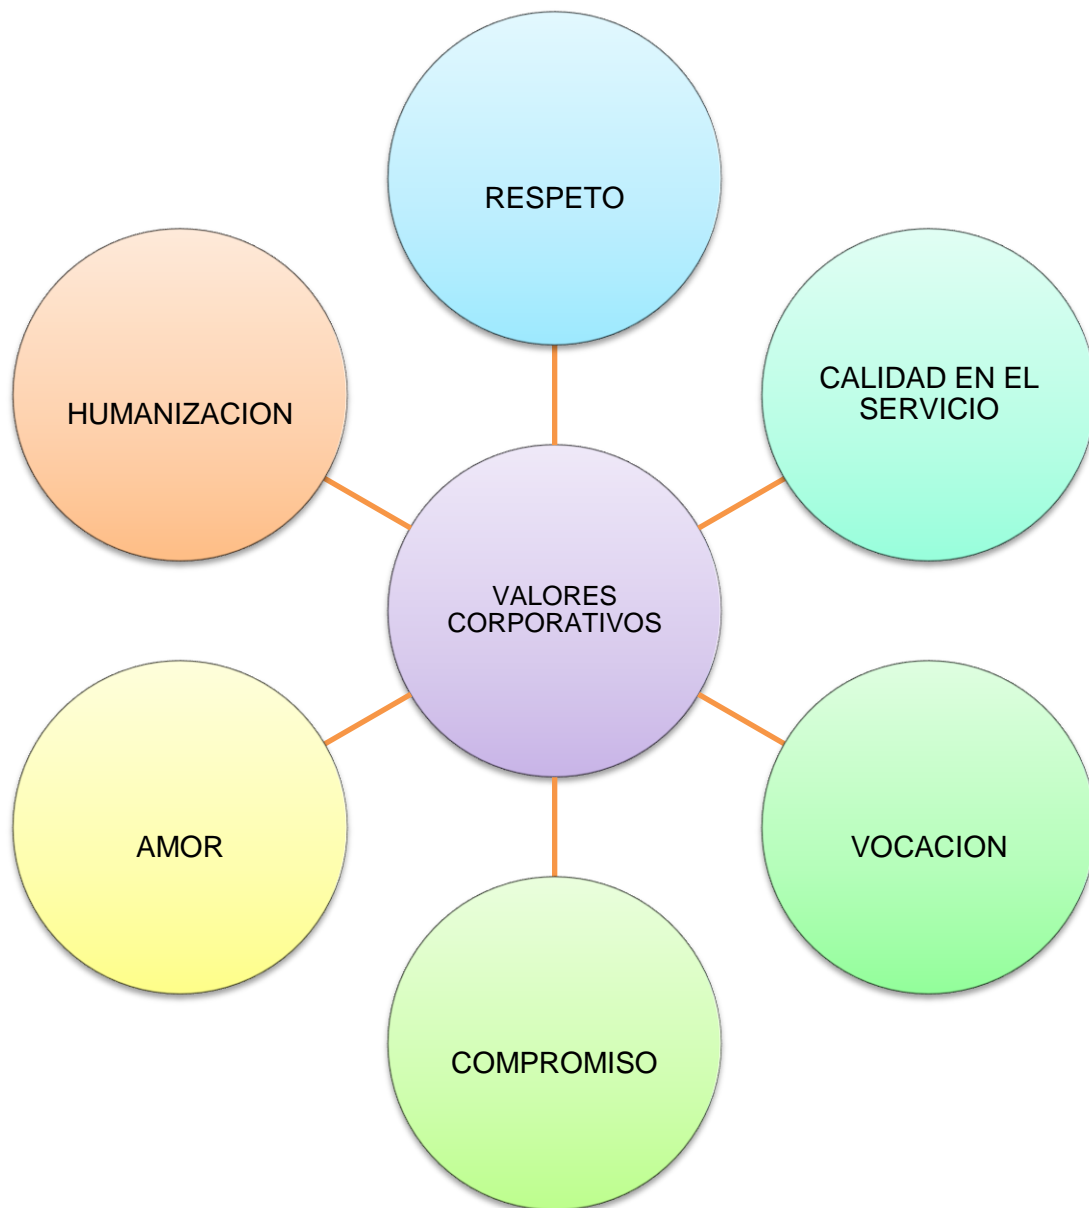 RESPETO
CALIDAD EN EL
SERVICIO
HUMANIZACION
VALORES
CORPORATIVOS
AMOR
VOCACION
COMPROMISO